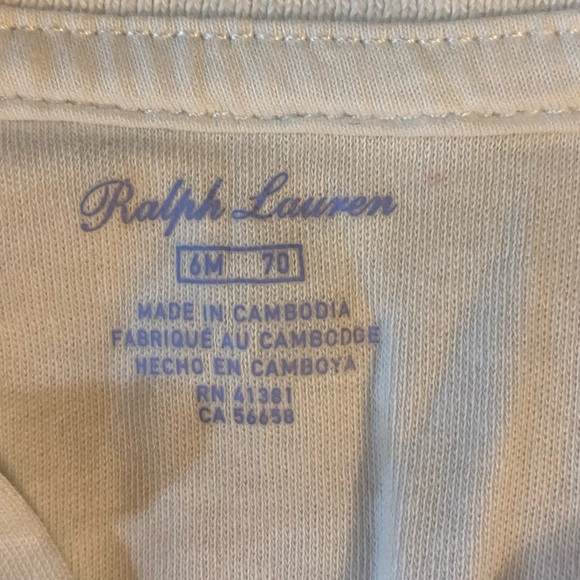 Ralph Lauren
6M 70
MADE IN CAMBODIA
FABRIQUÉ AU CAMBODGE
HECHO EN CAMBOYA
RN 41381
CA 56658